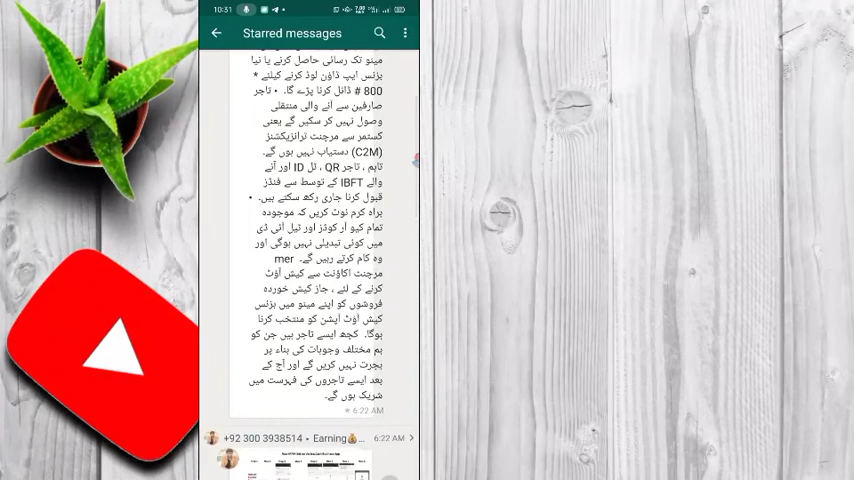 10:31
Starred messages
مینو تک رسائی حاصل کرنے یا نیا
بزنس ایپ ڈاؤن لوڈ کرنے کیلئے *
800 # ڈائل کرنا پڑے گا۔ • تاجر
صارفین سے آنے والی منتقلی
وصول نہیں کر سکیں گے یعنی
کسٹمر سے مرچنٹ ٹرانزیکشنز
(C2M) دستیاب نہیں ہوں گے۔
تاہم ، تاجر QR ، ٹل ID اور آنے
والے IBFT کے توسط سے فنڈز
قبول کرنا جاری رکھ سکتے ہیں۔ •
براہ کرم نوٹ کریں کہ موجودہ
تمام کیو آر کوڈز اور ٹیل آئی ڈی
میں کوئی تبدیلی نہیں ہوگی اور
وہ کام کرتے رہیں گے۔ mer
مرچنٹ اکاؤنٹ سے کیش آؤٹ
کرنے کے لئے ، جاز کیش خوردہ
فروشوں کو اپنے مینو میں بزنس
کیش آؤٹ آپشن کو منتخب کرنا
ہوگا۔ کچھ ایسے تاجر ہیں جن کو
ہم مختلف وجوہات کی بناء پر
ہجرت نہیں کریں گے اور آج کے
بعد ایسے تاجروں کی فہرست میں
شریک ہوں گے۔
6:22 AM
+92 300 3938514 • Earning💰... 6:22 AM